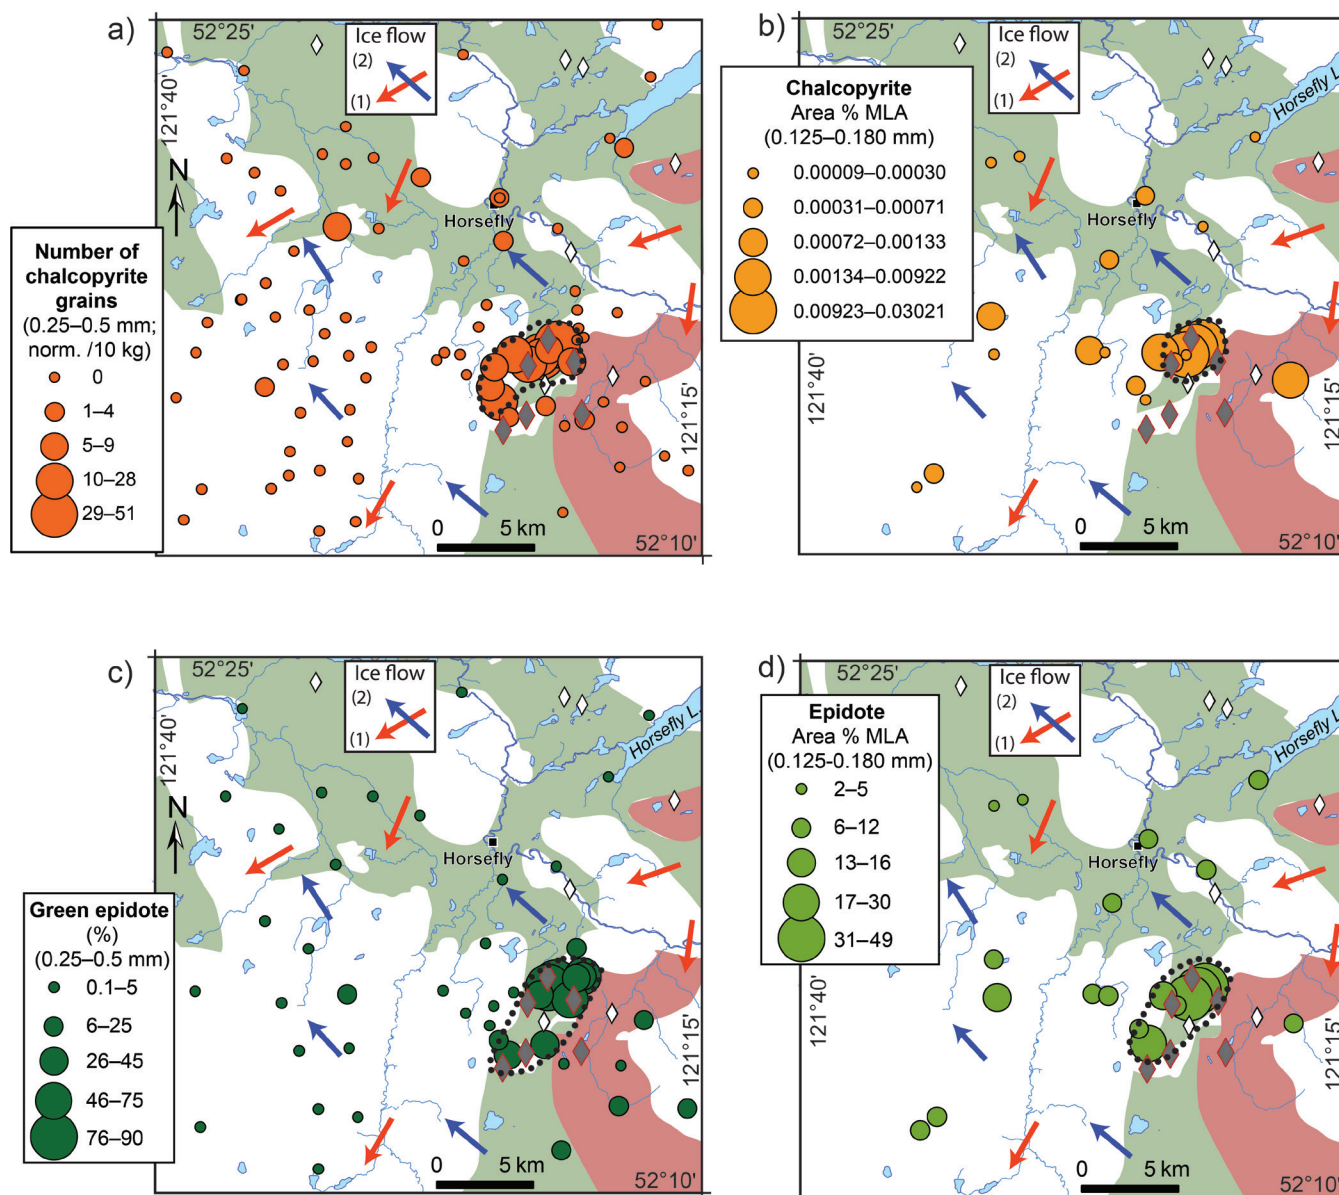 a)
52°25'
Ice flow
(2)
(1)
121°40'
N
Horsefly
Number of
chalcopyrite
grains
(0.25–0.5 mm;
norm. /10 kg)
0
1–4
5–9
10–28
29–51
121°15'
0 5 km
52°10'
b)
52°25'
Ice flow
(2)
(1)
Horsefly L.
Chalcopyrite
Area % MLA
(0.125–0.180 mm)
0.00009–0.00030
0.00031–0.00071
0.00072–0.00133
0.00134–0.00922
0.00923–0.03021
Horsefly
121°40'
121°15'
0 5 km
52°10'
c)
52°25'
Ice flow
(2)
(1)
121°40'
Horsefly L.
N
Horsefly
Green epidote
(%)
(0.25–0.5 mm)
0.1–5
6–25
26–45
46–75
76–90
121°15'
0 5 km
52°10'
d)
52°25'
Ice flow
(2)
(1)
Horsefly L.
Epidote
Area % MLA
(0.125-0.180 mm)
2–5
6–12
13–16
17–30
31–49
Horsefly
121°40'
121°15'
0 5 km
52°10'